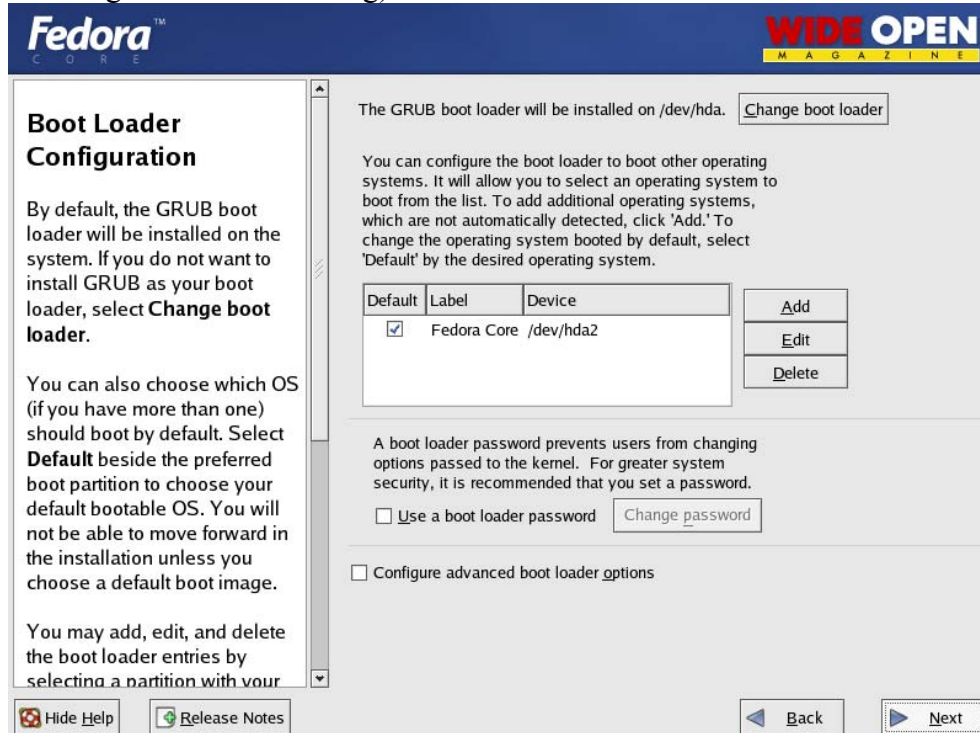 Fedora™
CORE
WIDE OPEN
MAGAZINE
Boot Loader
Configuration
By default, the GRUB boot
loader will be installed on the
system. If you do not want to
install GRUB as your boot
loader, select Change boot
loader.
You can also choose which OS
(if you have more than one)
should boot by default. Select
Default beside the preferred
boot partition to choose your
default bootable OS. You will
not be able to move forward in
the installation unless you
choose a default boot image.
You may add, edit, and delete
the boot loader entries by
selecting a partition with your
The GRUB boot loader will be installed on /dev/hda.
Change boot loader
You can configure the boot loader to boot other operating
systems. It will allow you to select an operating system to
boot from the list. To add additional operating systems,
which are not automatically detected, click 'Add.' To
change the operating system booted by default, select
'Default' by the desired operating system.
Default Label Device
Fedora Core /dev/hda2
Add
Edit
Delete
A boot loader password prevents users from changing
options passed to the kernel. For greater system
security, it is recommended that you set a password.
Use a boot loader password
Change password
Configure advanced boot loader options
Hide Help
Release Notes
Back
Next